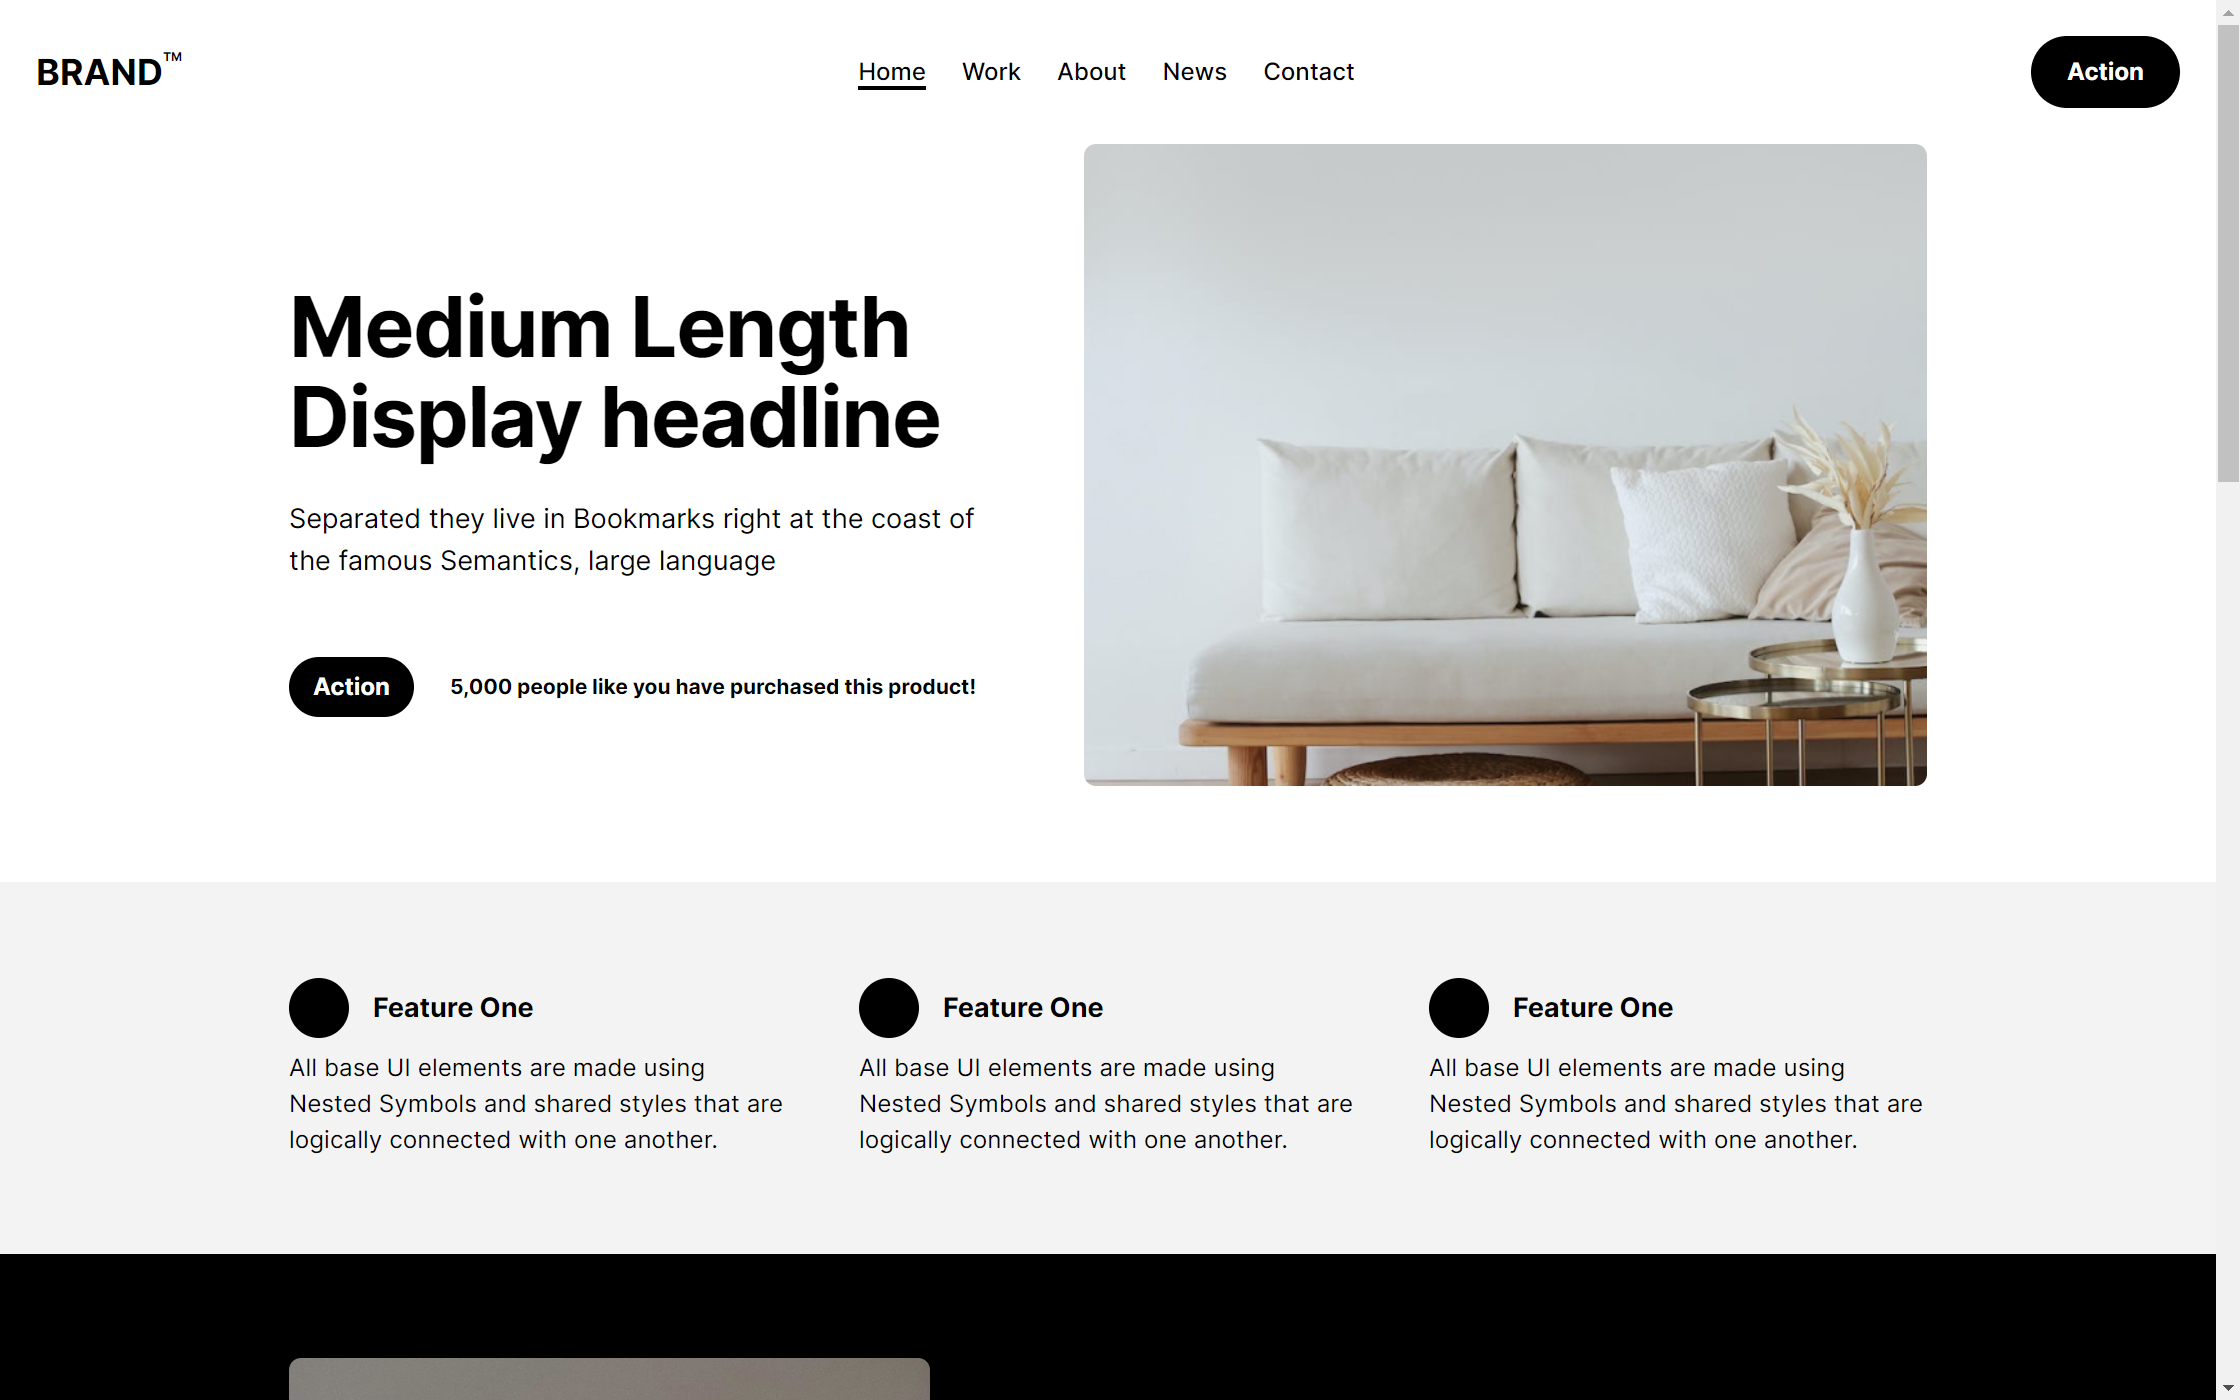 BRAND™
Home Work About News Contact
Action
Medium Length
Display headline
Separated they live in Bookmarks right at the coast of
the famous Semantics, large language
Action
5,000 people like you have purchased this product!
Feature One
All base UI elements are made using
Nested Symbols and shared styles that are
logically connected with one another.
Feature One
All base UI elements are made using
Nested Symbols and shared styles that are
logically connected with one another.
Feature One
All base UI elements are made using
Nested Symbols and shared styles that are
logically connected with one another.